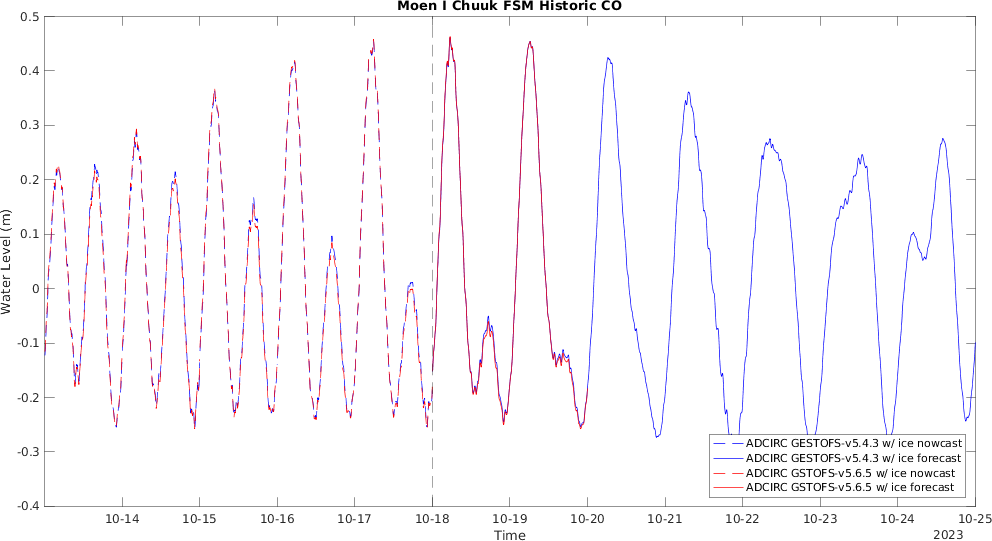 Moen I Chuuk FSM Historic CO
0.5
0.4
0.3
0.2
0.1
0
-0.1
-0.2
-0.3
-0.4
Water Level (m)
ADCIRC GESTOFS-v5.4.3 w/ ice nowcast
ADCIRC GESTOFS-v5.4.3 w/ ice forecast
ADCIRC GSTOFS-v5.6.5 w/ ice nowcast
ADCIRC GSTOFS-v5.6.5 w/ ice forecast
10-14 10-15 10-16 10-17 10-18 10-19 10-20 10-21 10-22 10-23 10-24 10-25
Time
2023